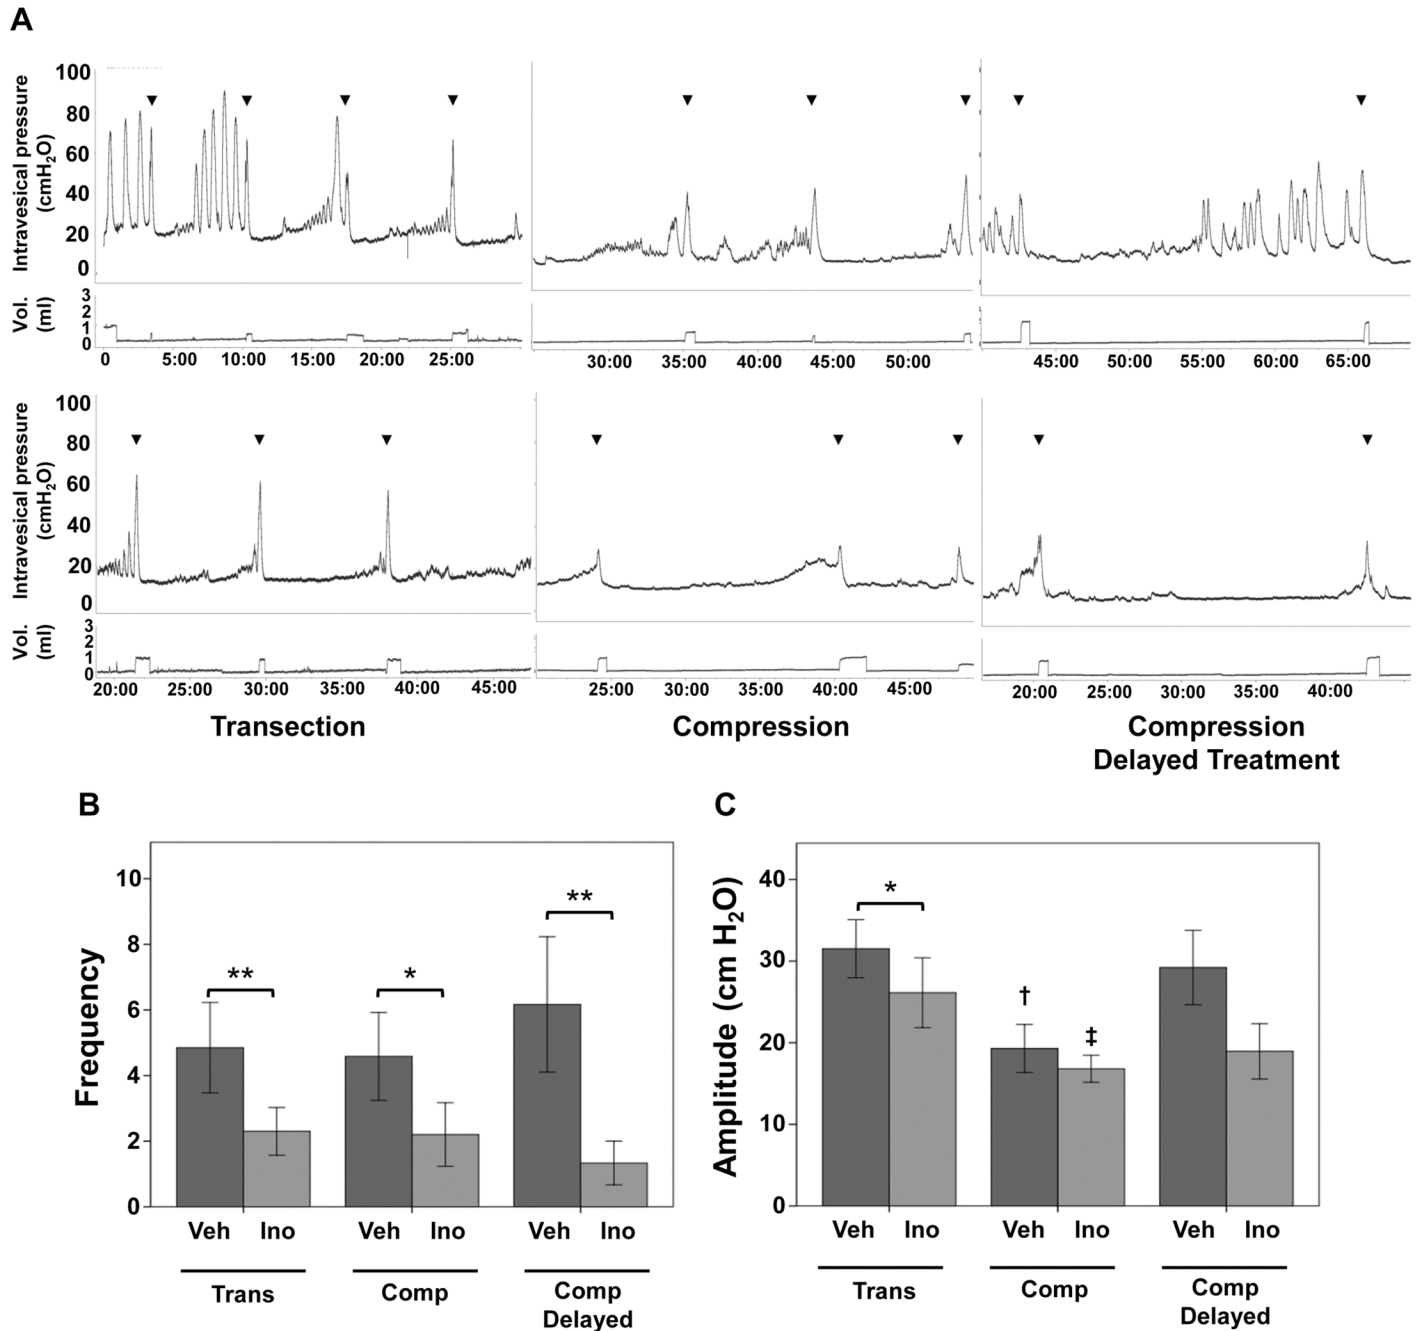 A
Intravesical pressure
(cmH2O)
100
80
60
40
20
0
Vol.
(ml)
3
2
1
0
0 5:00 10:00 15:00 20:00 25:00
30:00 35:00 40:00 45:00 50:00
45:00 50:00 55:00 60:00 65:00
Intravesical pressure
(cmH2O)
100
80
60
40
20
0
Vol.
(ml)
3
2
1
0
20:00 25:00 30:00 35:00 40:00 45:00
25:00 30:00 35:00 40:00 45:00
20:00 25:00 30:00 35:00 40:00
Transection
Compression
Compression
Delayed Treatment
B
Frequency
10
8
6
4
2
0
**
*
**
Veh Ino Veh Ino Veh Ino
Trans Comp Comp
Delayed
C
Amplitude (cm H2O)
40
30
20
10
0
*
†
‡
Veh Ino Veh Ino Veh Ino
Trans Comp Comp
Delayed